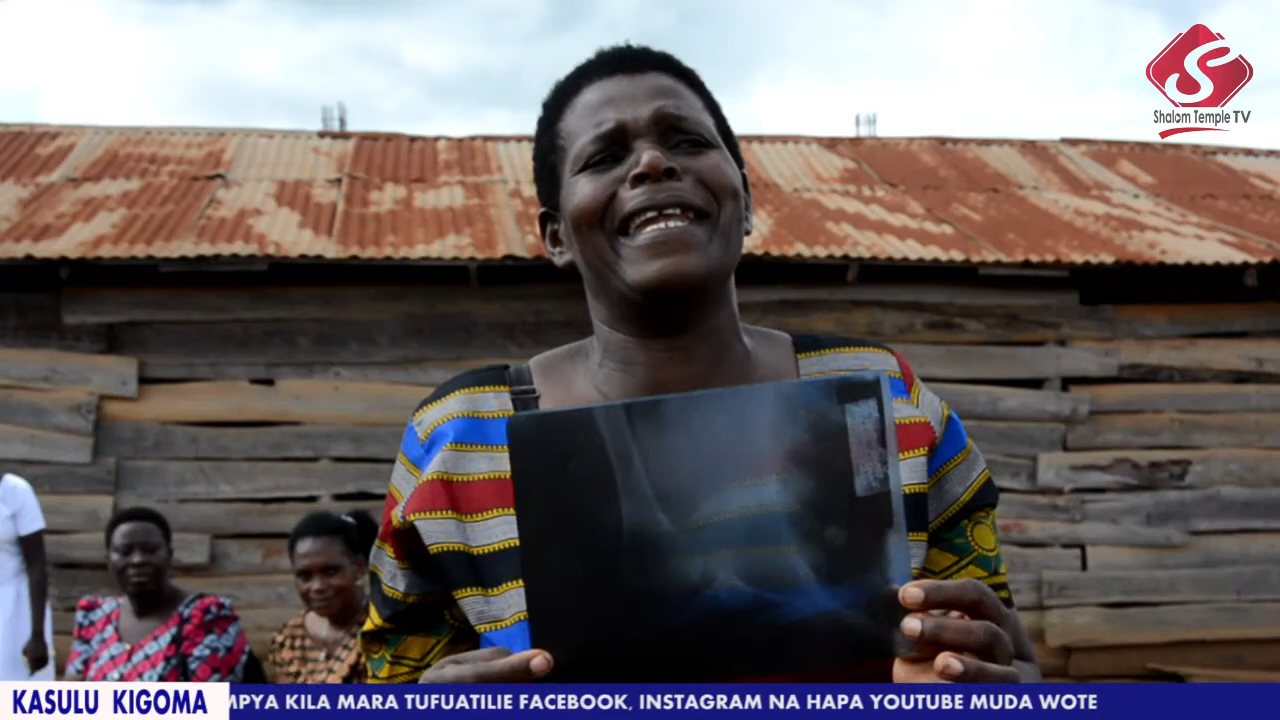 S
Shalom Temple TV
KASULU KIGOMA
MPYA KILA MARA TUFUATILIE FACEBOOK, INSTAGRAM NA HAPA YOUTUBE MUDA WOTE